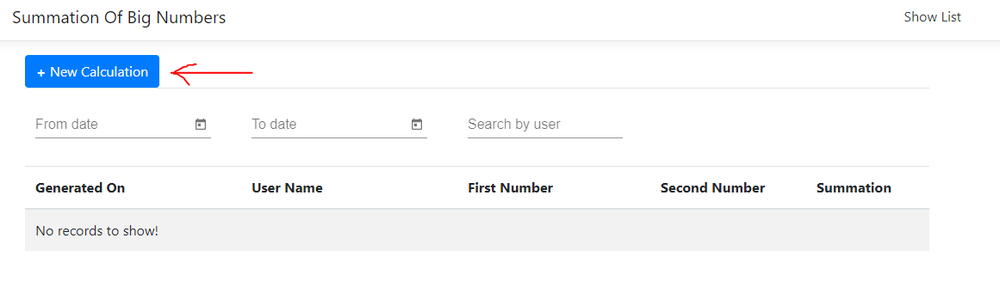 Summation Of Big Numbers Show List
+ New Calculation
From date To date Search by user
Generated On User Name First Number Second Number Summation
No records to show!